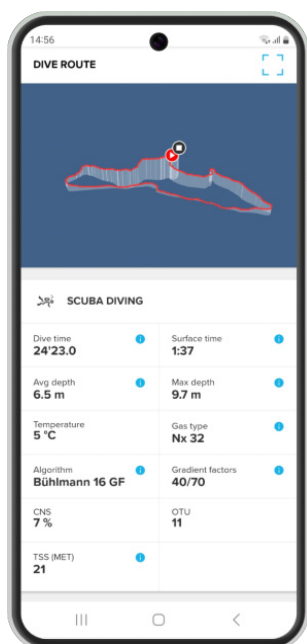 14:56
DIVE ROUTE
SCUBA DIVING
Dive time
24'23.0
Surface time
1:37
Avg depth
6.5 m
Max depth
9.7 m
Temperature
5 °C
Gas type
Nx 32
Algorithm
Bühlmann 16 GF
Gradient factors
40/70
CNS
7 %
OTU
11
TSS (MET)
21